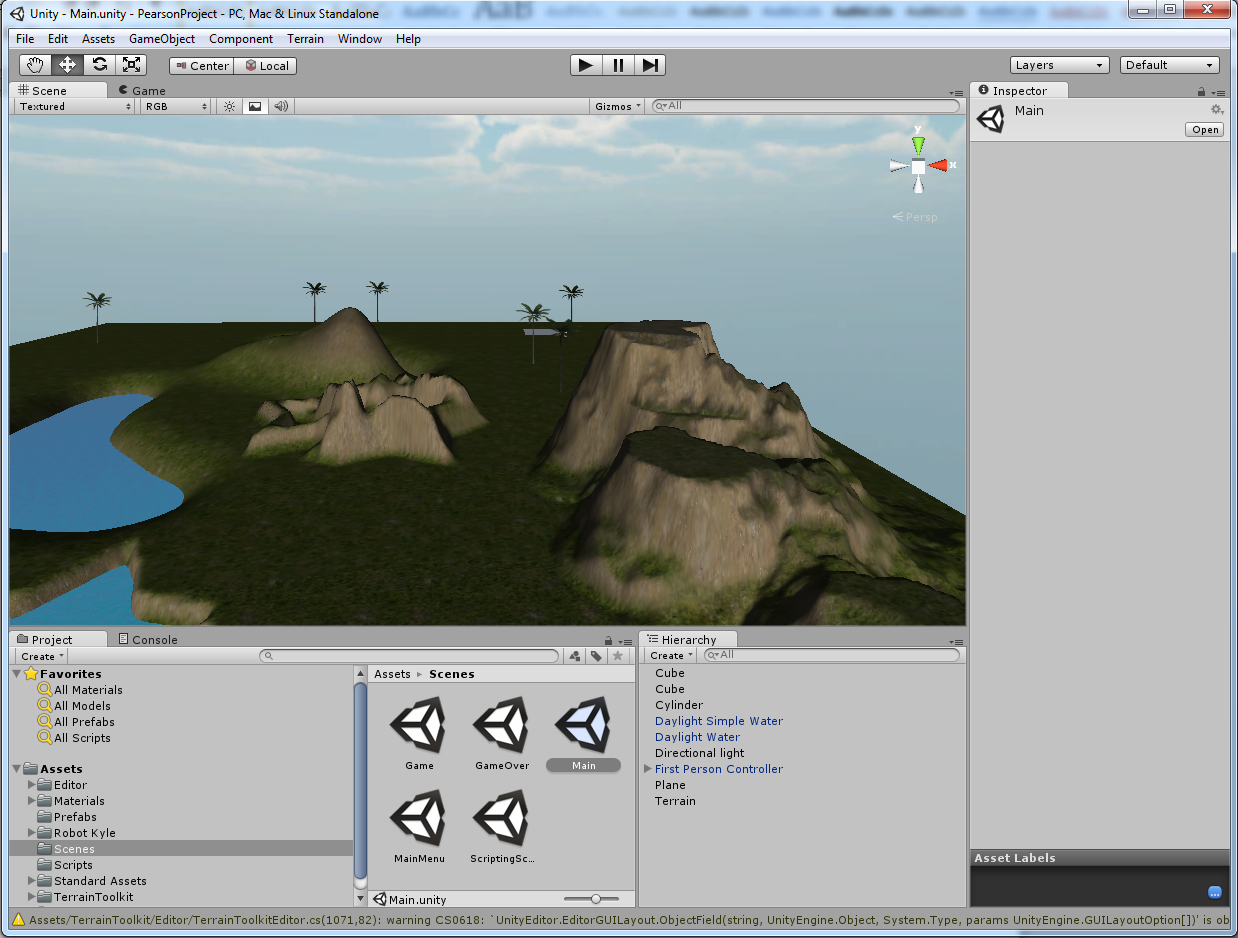 Unity - Main.unity - PearsonProject - PC, Mac & Linux Standalone
File Edit Assets GameObject Component Terrain Window Help
Center Local Layers Default
Scene Game
Textured RGB Gizmos All
y
x
Persp
Inspector
Main
Open
Project Console
Create
Favorites
All Materials
All Models
All Prefabs
All Scripts
Assets
Editor
Materials
Prefabs
Robot Kyle
Scenes
Scripts
Standard Assets
TerrainToolkit
Assets ▸ Scenes
Game GameOver Main
MainMenu ScriptingSc...
Main.unity
Hierarchy
Create All
Cube
Cube
Cylinder
Daylight Simple Water
Daylight Water
Directional light
First Person Controller
Plane
Terrain
Asset Labels
Assets/TerrainToolkit/Editor/TerrainToolkitEditor.cs(1071,82): warning CS0618: `UnityEditor.EditorGUILayout.ObjectField(string, UnityEngine.Object, System.Type, params UnityEngine.GUILayoutOption[])' is ob